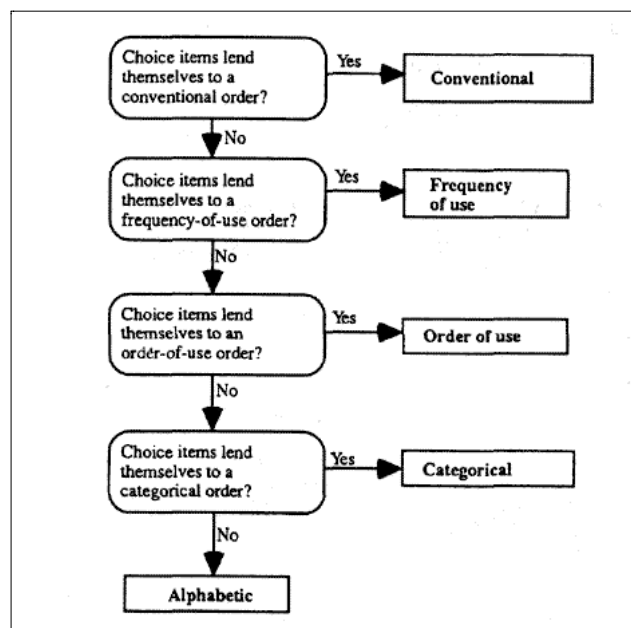 Choice items lend
themselves to a
conventional order?
Yes
Conventional
No
Choice items lend
themselves to a
frequency-of-use order?
Yes
Frequency
of use
No
Choice items lend
themselves to an
order-of-use order?
Yes
Order of use
No
Choice items lend
themselves to a
categorical order?
Yes
Categorical
No
Alphabetic